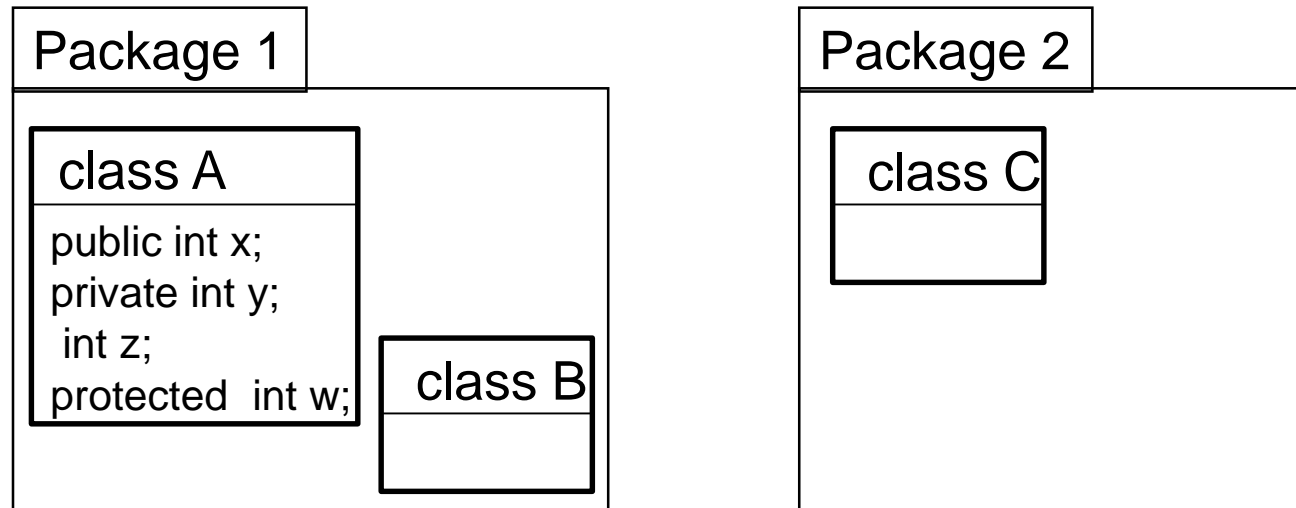 Package 1
class A
public int x;
private int y;
int z;
protected int w;
class B
Package 2
class C